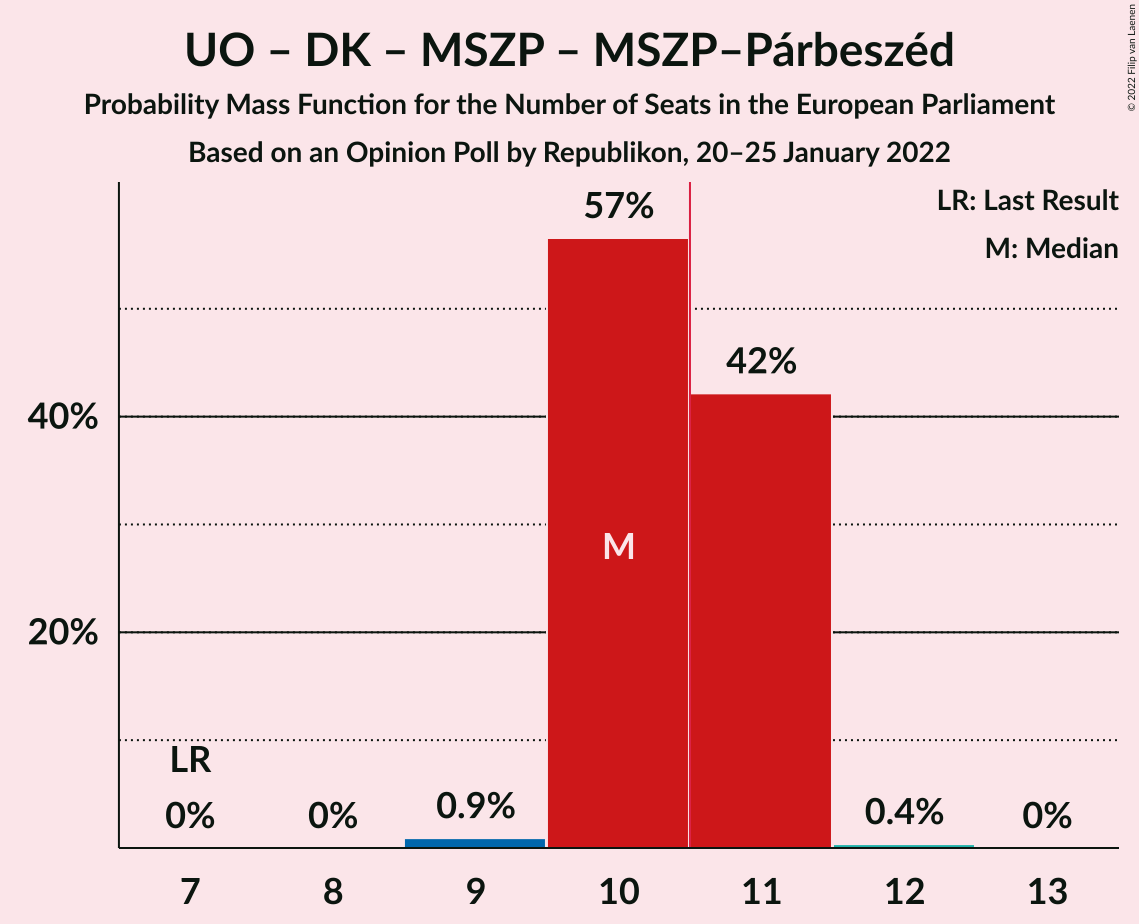 UO – DK – MSZP – MSZP–Párbeszéd
Probability Mass Function for the Number of Seats in the European Parliament
Based on an Opinion Poll by Republikon, 20–25 January 2022
© 2022 Filip van Laenen
LR: Last Result
M: Median
57%
42%
40%
M
20%
LR
0%
0%
0.9%
0.4%
0%
7
8
9
10
11
12
13